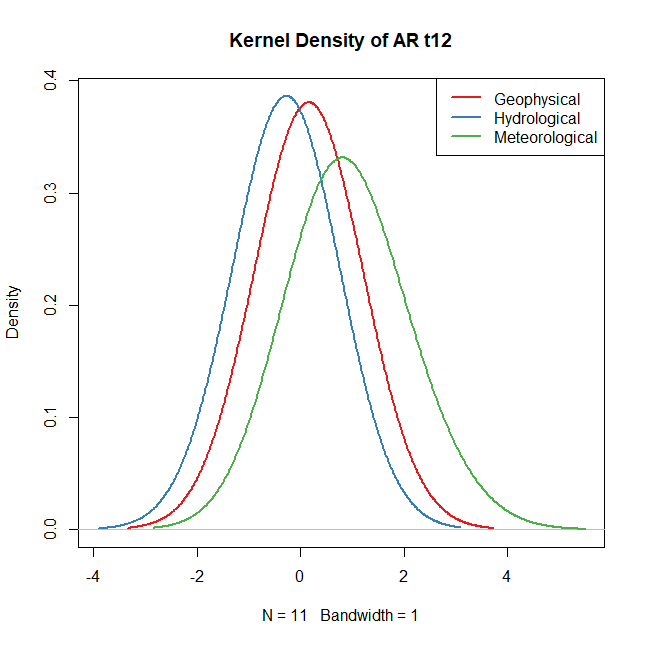 Kernel Density of AR t12
Geophysical
Hydrological
Meteorological
Density
0.4
0.3
0.2
0.1
0.0
-4 -2 0 2 4
N = 11 Bandwidth = 1